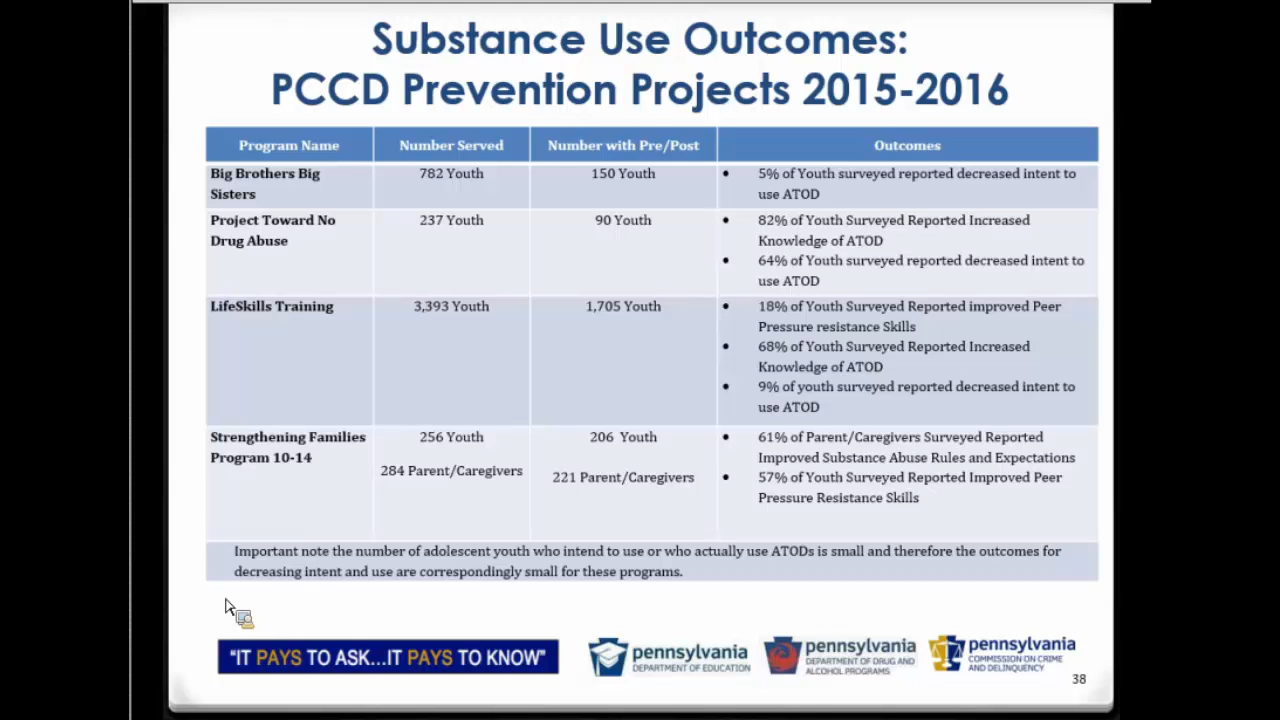 Substance Use Outcomes:
PCCD Prevention Projects 2015-2016
Program Name
Number Served
Number with Pre/Post
Outcomes
Big Brothers Big
Sisters
782 Youth
150 Youth
• 5% of Youth surveyed reported decreased intent to
use ATOD
Project Toward No
Drug Abuse
237 Youth
90 Youth
• 82% of Youth Surveyed Reported Increased
Knowledge of ATOD
• 64% of Youth surveyed reported decreased intent to
use ATOD
LifeSkills Training
3,393 Youth
1,705 Youth
• 18% of Youth Surveyed Reported improved Peer
Pressure resistance Skills
• 68% of Youth Surveyed Reported Increased
Knowledge of ATOD
• 9% of youth surveyed reported decreased intent to
use ATOD
Strengthening Families
Program 10-14
256 Youth
284 Parent/Caregivers
206 Youth
221 Parent/Caregivers
• 61% of Parent/Caregivers Surveyed Reported
Improved Substance Abuse Rules and Expectations
• 57% of Youth Surveyed Reported Improved Peer
Pressure Resistance Skills
Important note the number of adolescent youth who intend to use or who actually use ATODs is small and therefore the outcomes for
decreasing intent and use are correspondingly small for these programs.
“IT PAYS TO ASK...IT PAYS TO KNOW”
pennsylvania
DEPARTMENT OF EDUCATION
pennsylvania
DEPARTMENT OF DRUG AND
ALCOHOL PROGRAMS
pennsylvania
COMMISSION ON CRIME
AND DELINQUENCY
38